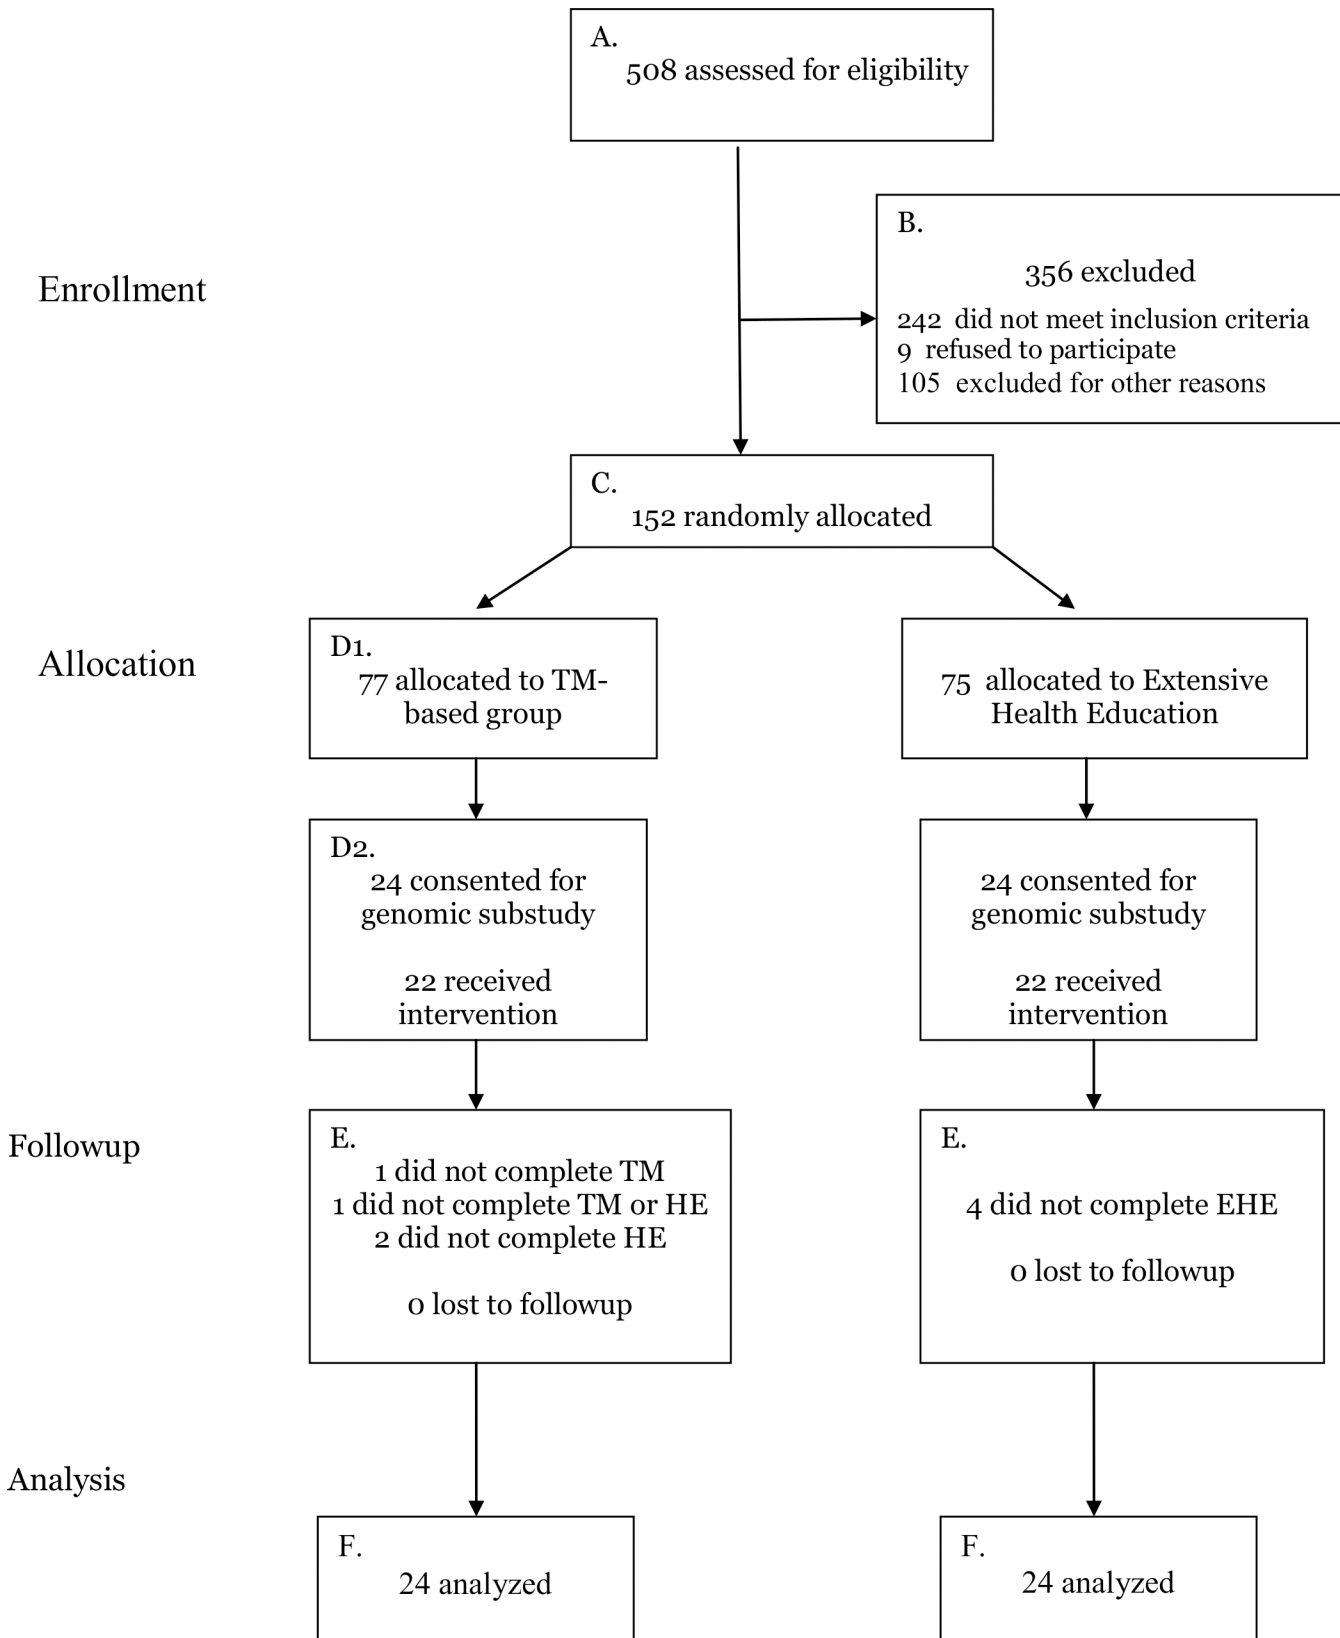 A.
508 assessed for eligibility
Enrollment
B.
356 excluded
242 did not meet inclusion criteria
9 refused to participate
105 excluded for other reasons
C.
152 randomly allocated
Allocation
D1.
77 allocated to TM-
based group
75 allocated to Extensive
Health Education
D2.
24 consented for
genomic substudy
22 received
intervention
24 consented for
genomic substudy
22 received
intervention
Followup
E.
1 did not complete TM
1 did not complete TM or HE
2 did not complete HE
0 lost to followup
E.
4 did not complete EHE
0 lost to followup
Analysis
F.
24 analyzed
F.
24 analyzed